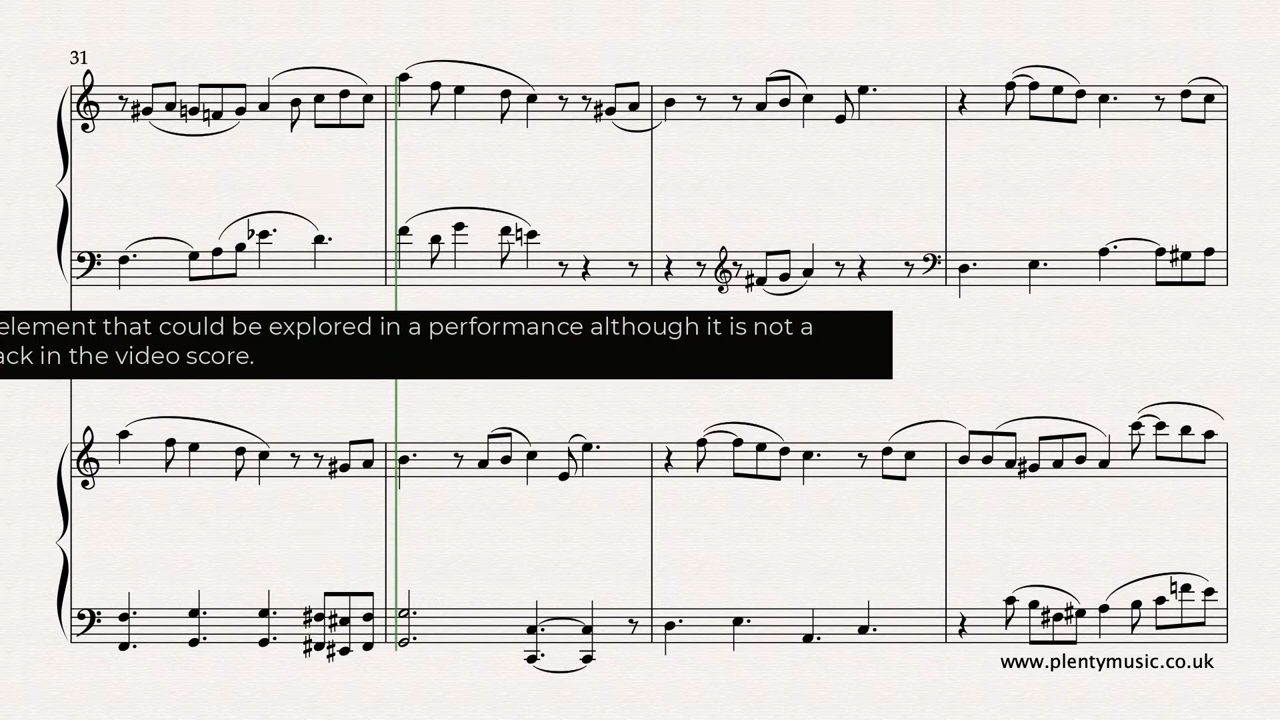 31
element that could be explored in a performance although it is not a
in the video score.
www.plentymusic.co.uk